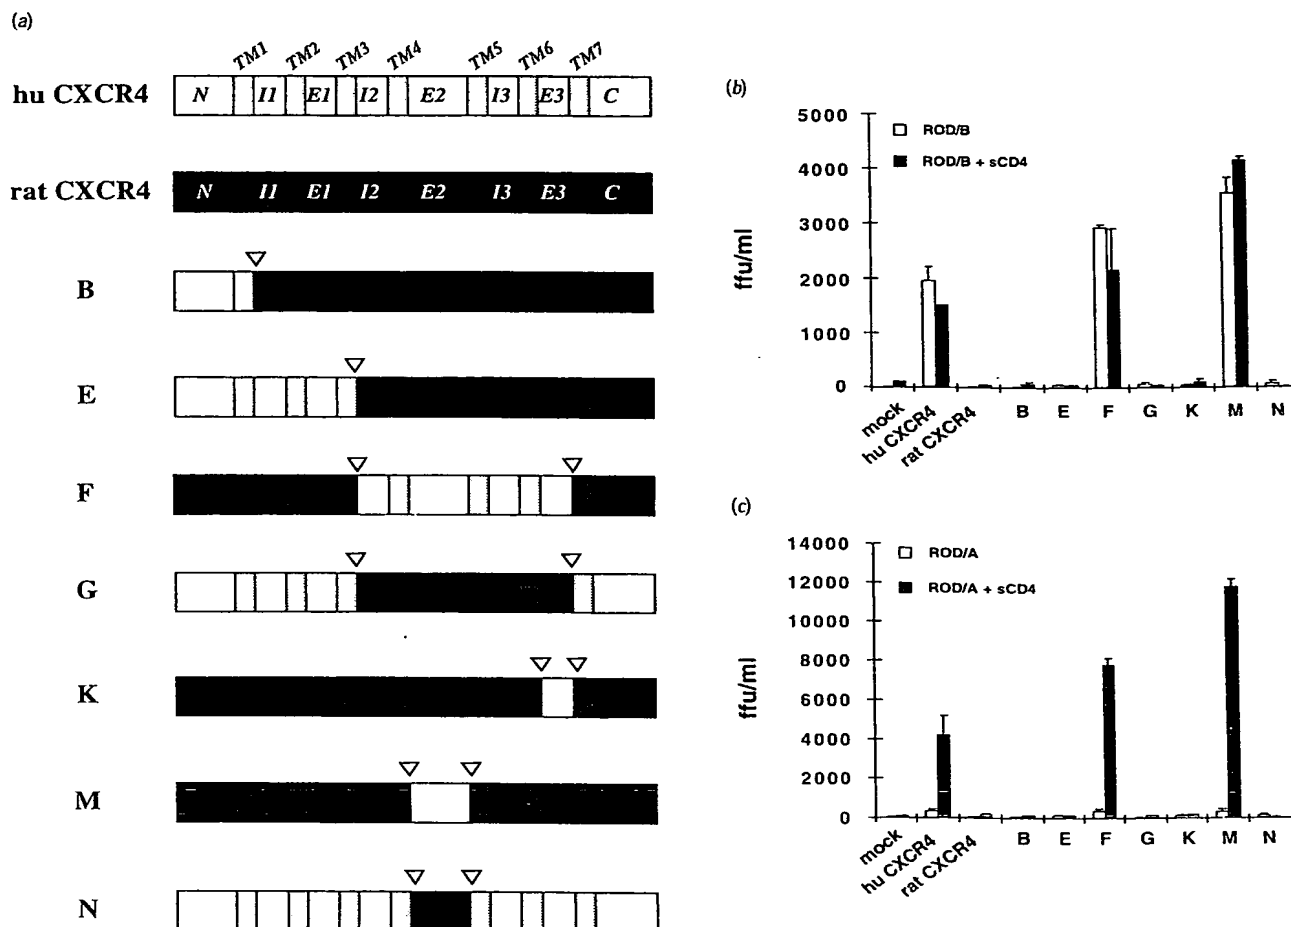 (a)
TM1 TM2 TM3 TM4 TM5 TM6 TM7
hu CXCR4 N I1 E1 I2 E2 I3 E3 C
rat CXCR4 N I1 E1 I2 E2 I3 E3 C
B
E
F
G
K
M
N
(b)
5000
4000
3000
2000
1000
0
ffu/ml
ROD/B
ROD/B + sCD4
mock hu CXCR4 rat CXCR4 B E F G K M N
(c)
14000
12000
10000
8000
6000
4000
2000
0
ffu/ml
ROD/A
ROD/A + sCD4
mock hu CXCR4 rat CXCR4 B E F G K M N